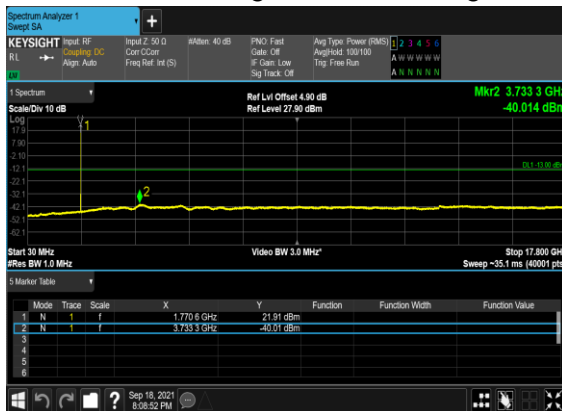 Spectrum Analyzer 1
Swept SA
+
KEYSIGHT Input: RF Input Z: 50 Ω #Atten: 40 dB PNO: Fast Avg Type: Power (RMS) 1 2 3 4 5 6
RL Coupling: DC Corr CCorr Gate: Off Avg|Hold: 100/100 A W W W W W
Align: Auto Freq Ref: Int (S) IF Gain: Low Trig: Free Run
Sig Track: Off A N N N N N
1 Spectrum Ref Lvl Offset 4.90 dB Mkr2 3.733 3 GHz
Scale/Div 10 dB Ref Level 27.90 dBm -40.014 dBm
Log
17.9
7.90
-2.10
-12.1
-22.1
-32.1
-42.1
-52.1
-62.1
1
DL1 -13.00 dBm
2
Start 30 MHz Video BW 3.0 MHz* Stop 17.800 GHz
#Res BW 1.0 MHz Sweep ~35.1 ms (40001 pts)
5 Marker Table
Mode Trace Scale X Y Function Function Width Function Value
1 N 1 f 1.770 6 GHz 21.91 dBm
2 N 1 f 3.733 3 GHz -40.01 dBm
3
4
5
6
? Sep 18, 2021
8:08:52 PM